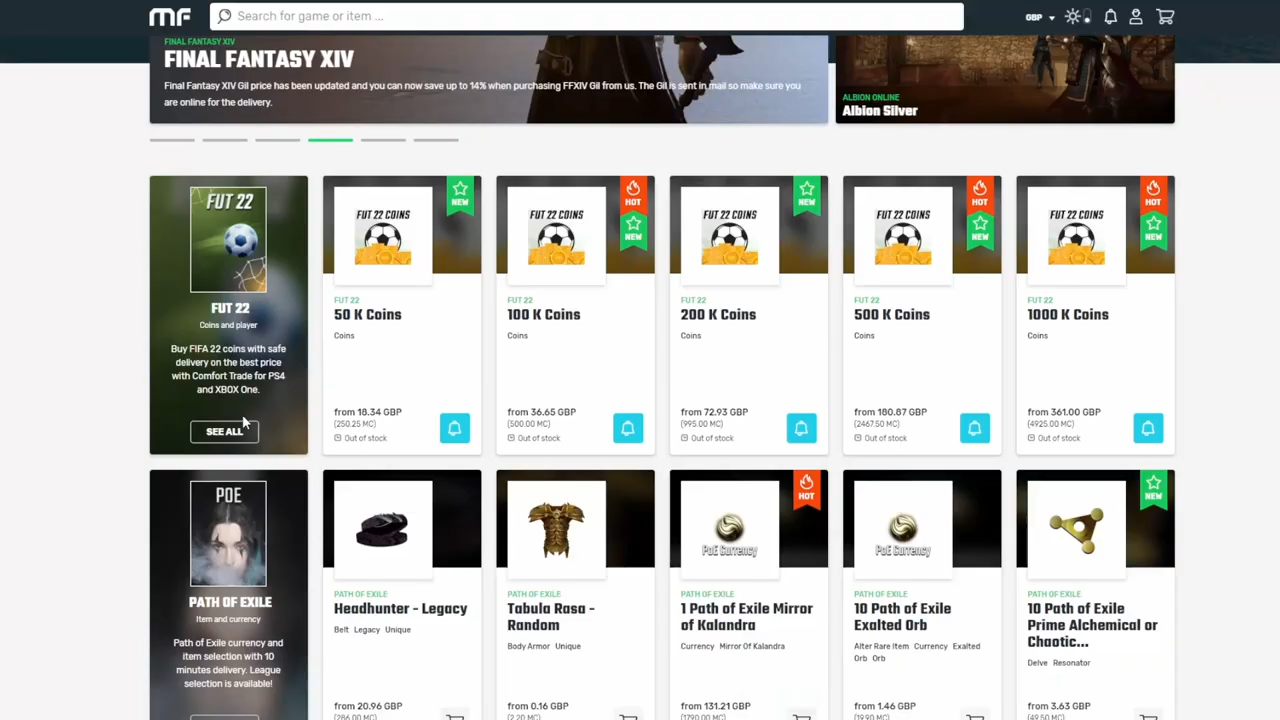 MF
Search for game or item ...
GBP
FINAL FANTASY XIV
FINAL FANTASY XIV
Final Fantasy XIV Gil price has been updated and you can now save up to 14% when purchasing FFXIV Gil from us. The Gil is sent in mail so make sure
you are online for the delivery.
ALBION ONLINE
Albion Silver
FUT 22
FUT 22
Coins and player
Buy FIFA 22 coins with safe
delivery on the best price
with Comfort Trade for PS4
and XBOX One.
SEE ALL
NEW
FUT 22 COINS
FUT 22
50 K Coins
Coins
from 18.34 GBP
(250.25 MC)
Out of stock
HOT
NEW
FUT 22 COINS
FUT 22
100 K Coins
Coins
from 36.65 GBP
(500.00 MC)
Out of stock
NEW
FUT 22 COINS
FUT 22
200 K Coins
Coins
from 72.93 GBP
(995.00 MC)
Out of stock
HOT
NEW
FUT 22 COINS
FUT 22
500 K Coins
Coins
from 180.87 GBP
(2467.50 MC)
Out of stock
HOT
NEW
FUT 22 COINS
FUT 22
1000 K Coins
Coins
from 361.00 GBP
(4925.00 MC)
Out of stock
POE
PATH OF EXILE
Item and currency
Path of Exile currency and
item selection with 10
minutes delivery. League
selection is available!
PATH OF EXILE
Headhunter - Legacy
Belt Legacy Unique
from 20.96 GBP
(286.00 MC)
PATH OF EXILE
Tabula Rasa -
Random
Body Armor Unique
from 0.16 GBP
(2.20 MC)
HOT
PoE Currency
PATH OF EXILE
1 Path of Exile Mirror
of Kalandra
Currency Mirror Of Kalandra
from 131.21 GBP
(1790.00 MC)
PoE Currency
PATH OF EXILE
10 Path of Exile
Exalted Orb
Alter Rare Item Currency Exalted
Orb Orb
from 1.46 GBP
(19.90 MC)
NEW
PATH OF EXILE
10 Path of Exile
Prime Alchemical or
Chaotic...
Delve Resonator
from 3.63 GBP
(49.50 MC)